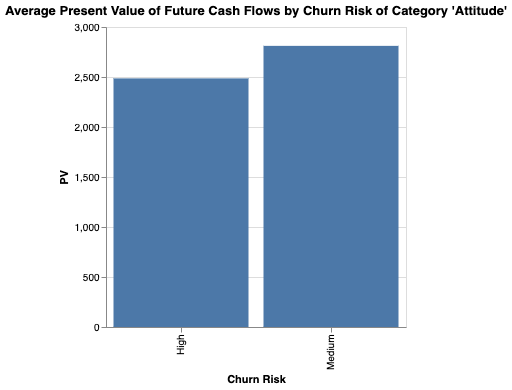 Average Present Value of Future Cash Flows by Churn Risk of Category 'Attitude'
3,000
2,500
2,000
1,500
1,000
500
0
PV
High
Medium
Churn Risk